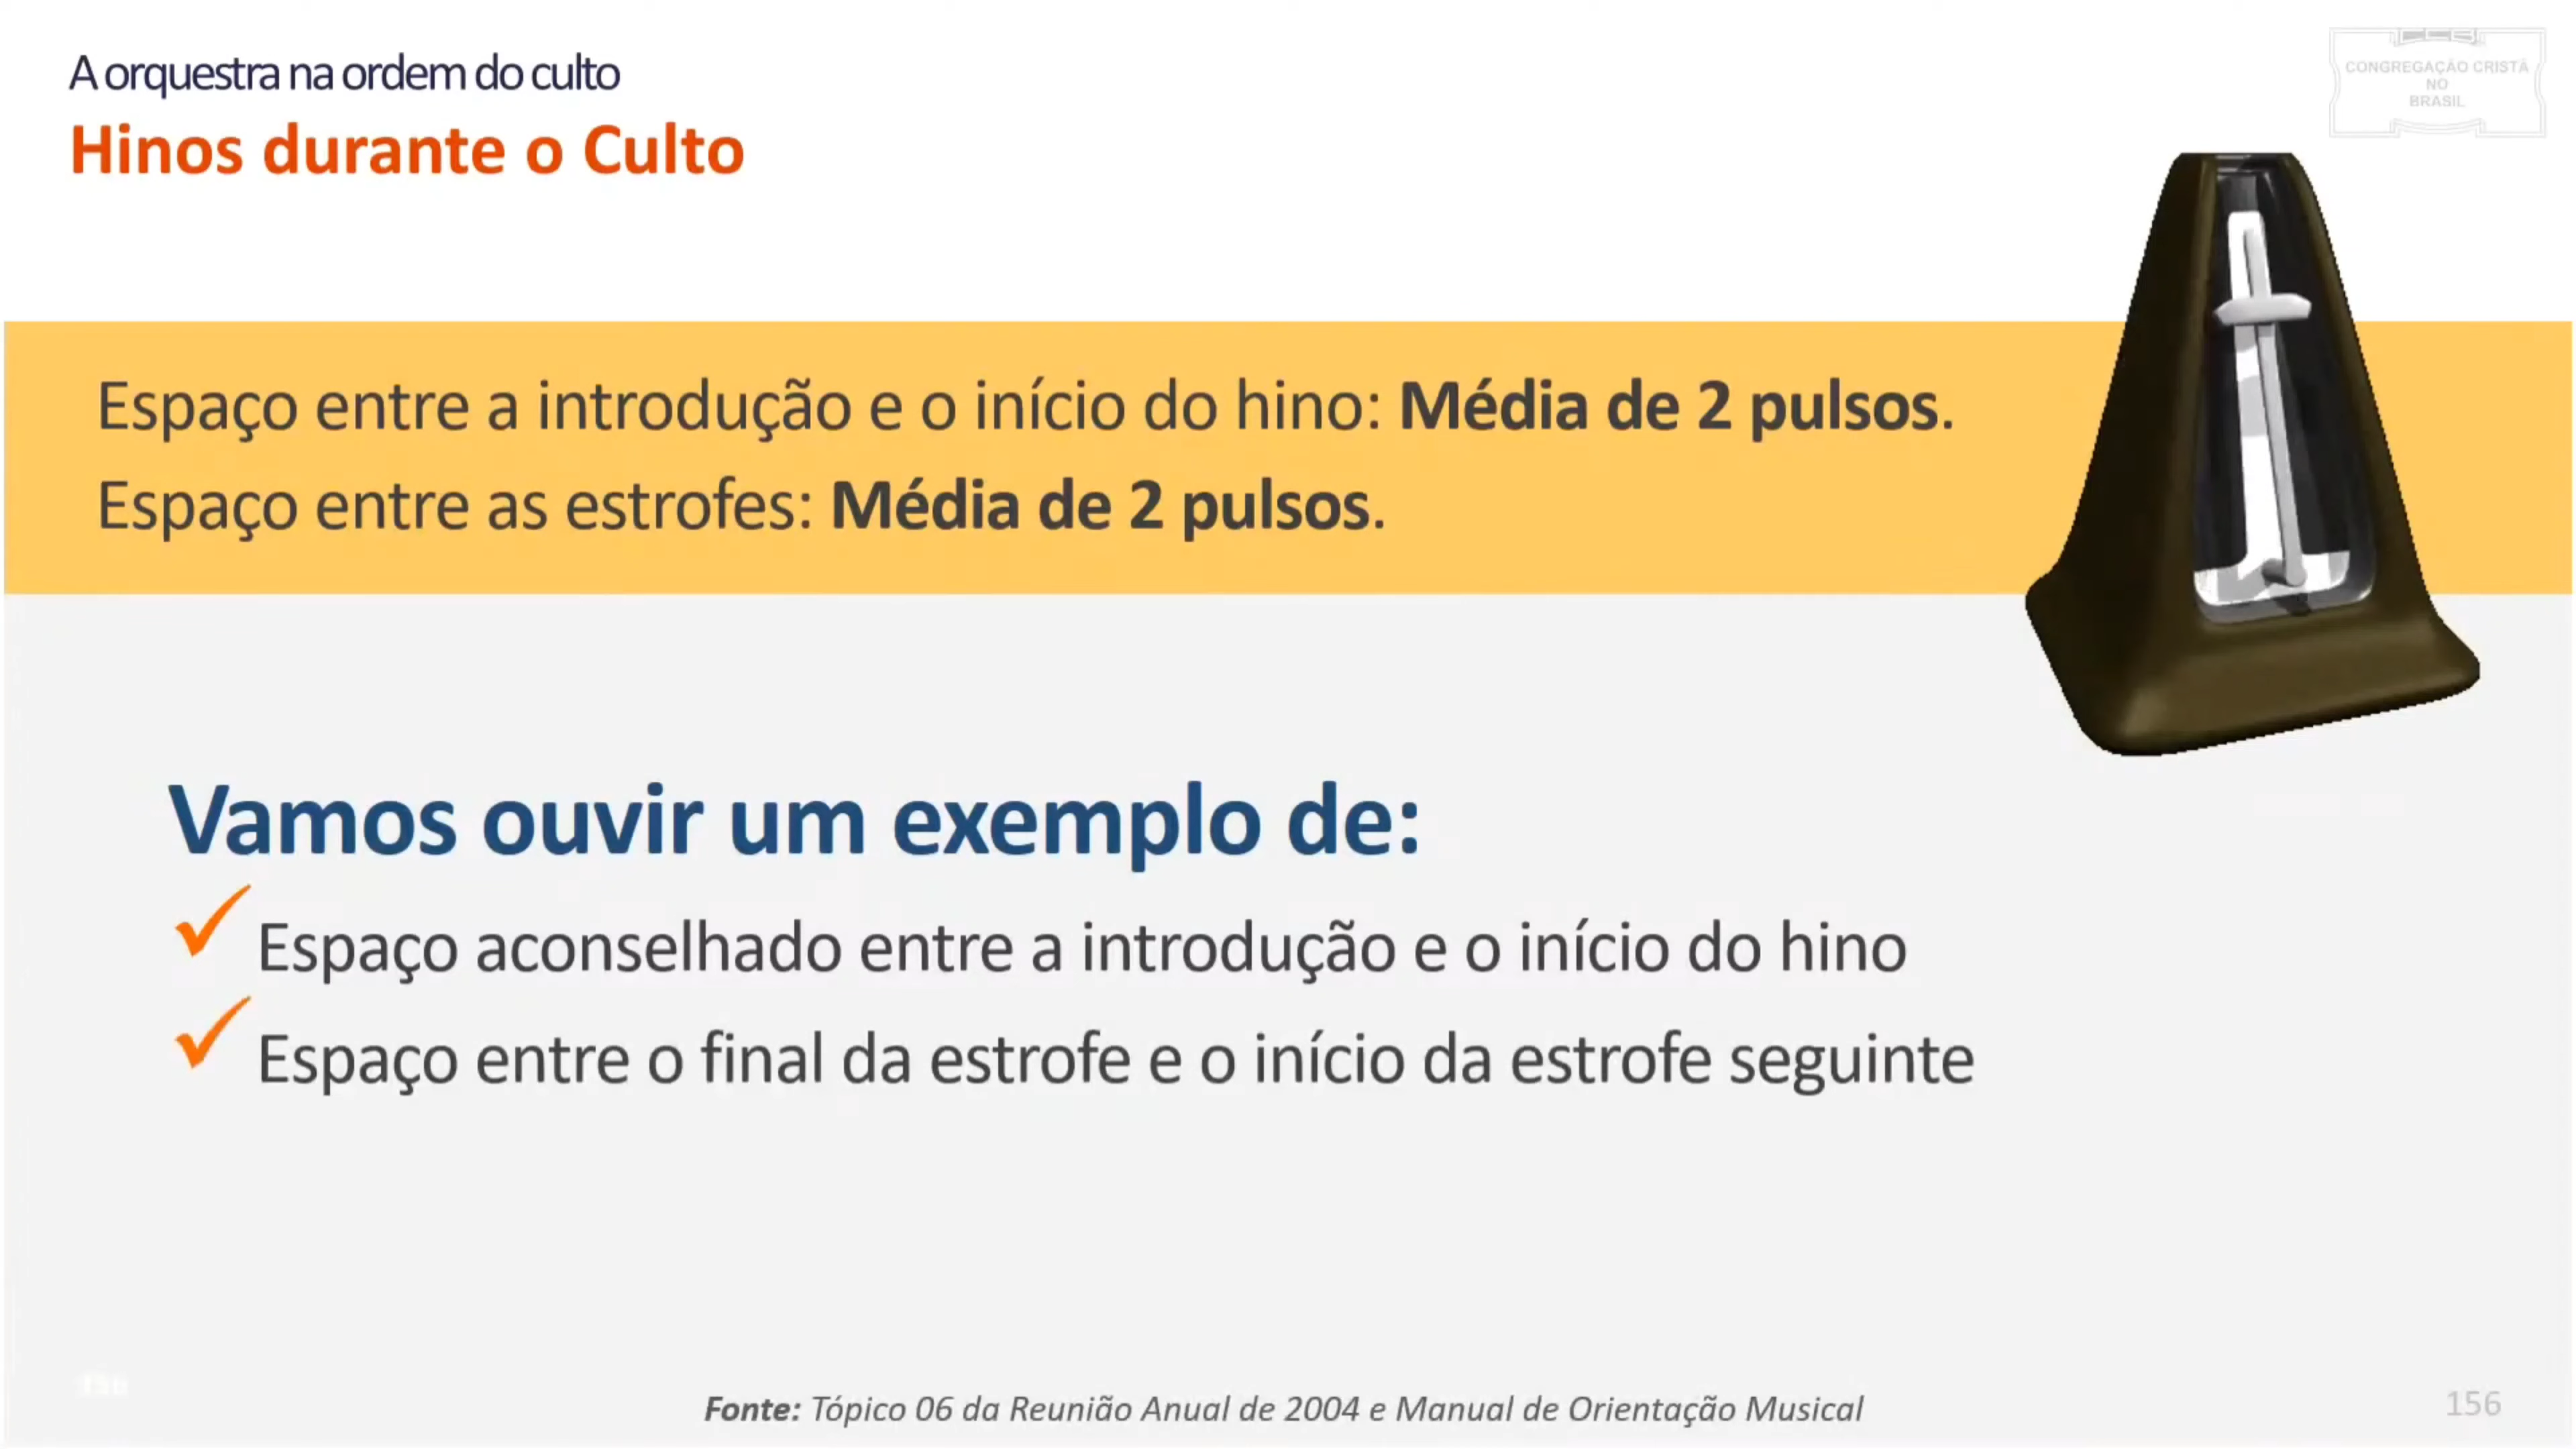 A orquestra na ordem do culto
Hinos durante o Culto
CONGREGAÇÃO CRISTÃ
NO
BRASIL
Espaço entre a introdução e o início do hino: Média de 2 pulsos.
Espaço entre as estrofes: Média de 2 pulsos.
Vamos ouvir um exemplo de:
Espaço aconselhado entre a introdução e o início do hino
Espaço entre o final da estrofe e o início da estrofe seguinte
Fonte: Tópico 06 da Reunião Anual de 2004 e Manual de Orientação Musical
156